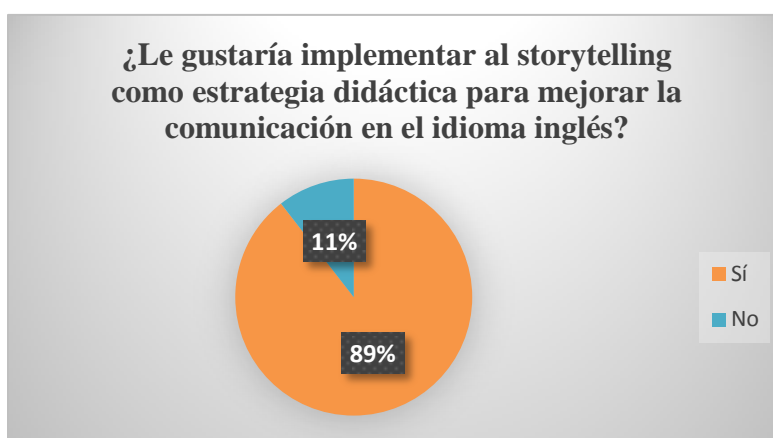 ¿Le gustaría implementar al storytelling
como estrategia didáctica para mejorar la
comunicación en el idioma inglés?
11%
89%
Sí
No